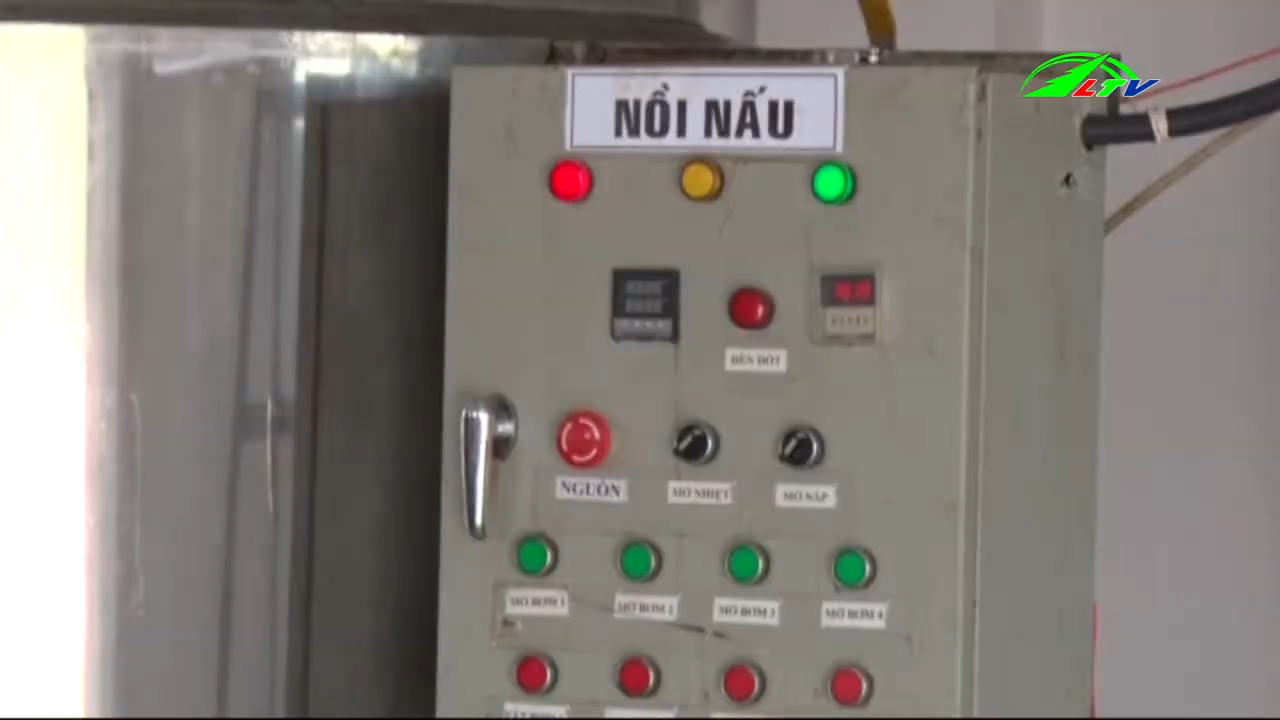 LTV
NỒI NẤU
ĐÈN ĐỐT
NGUỒN
MỞ NHIỆT
MỞ NẮP
MỞ BƠM 1
MỞ BƠM 2
MỞ BƠM 3
MỞ BƠM 4